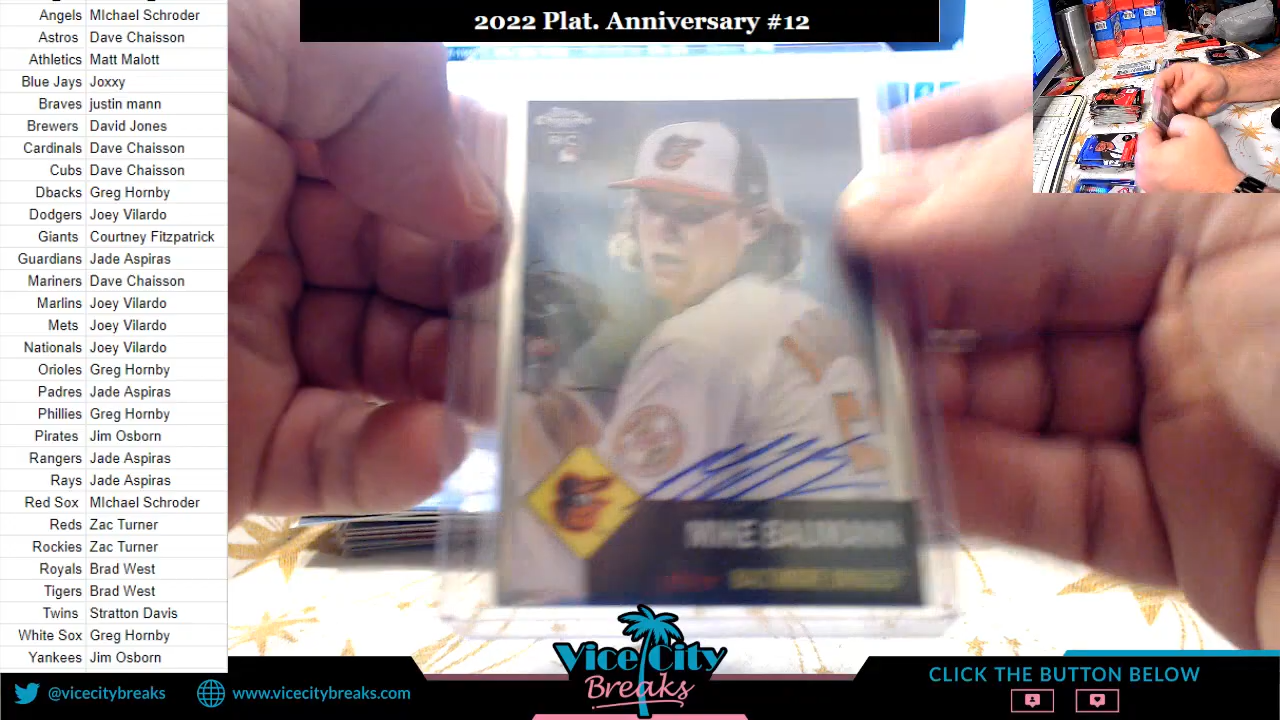 2022 Plat. Anniversary #12
Angels MIchael Schroder
Astros Dave Chaisson
Athletics Matt Malott
Blue Jays Joxxy
Braves justin mann
Brewers David Jones
Cardinals Dave Chaisson
Cubs Dave Chaisson
Dbacks Greg Hornby
Dodgers Joey Vilardo
Giants Courtney Fitzpatrick
Guardians Jade Aspiras
Mariners Dave Chaisson
Marlins Joey Vilardo
Mets Joey Vilardo
Nationals Joey Vilardo
Orioles Greg Hornby
Padres Jade Aspiras
Phillies Greg Hornby
Pirates Jim Osborn
Rangers Jade Aspiras
Rays Jade Aspiras
Red Sox MIchael Schroder
Reds Zac Turner
Rockies Zac Turner
Royals Brad West
Tigers Brad West
Twins Stratton Davis
White Sox Greg Hornby
Yankees Jim Osborn
MIKE BAUMANN
BALTIMORE ORIOLES
Vice City
Breaks
@vicecitybreaks
www.vicecitybreaks.com
CLICK THE BUTTON BELOW